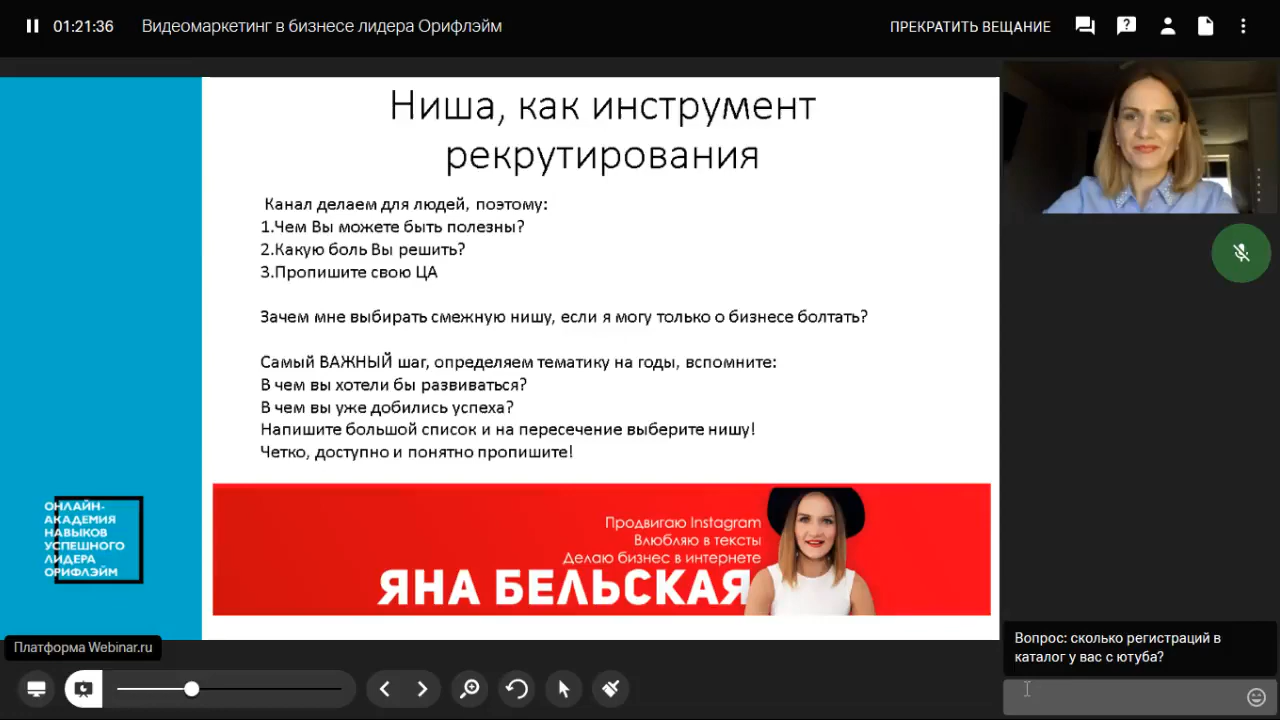 01:21:36
Видеомаркетинг в бизнесе лидера Орифлэйм
ПРЕКРАТИТЬ ВЕЩАНИЕ
Ниша, как инструмент
рекрутирования
Канал делаем для людей, поэтому:
1.Чем Вы можете быть полезны?
2.Какую боль Вы решить?
3.Пропишите свою ЦА
Зачем мне выбирать смежную нишу, если я могу только о бизнесе болтать?
Самый ВАЖНЫЙ шаг, определяем тематику на годы, вспомните:
В чем вы хотели бы развиваться?
В чем вы уже добились успеха?
Напишите большой список и на пересечение выберите нишу!
Четко, доступно и понятно пропишите!
ОНЛАЙН-
АКАДЕМИЯ
НАВЫКОВ
УСПЕШНОГО
ЛИДЕРА
ОРИФЛЭЙМ
Продвигаю Instagram
Влюбляю в тексты
Делаю бизнес в интернете
ЯНА БЕЛЬСКАЯ
Платформа Webinar.ru
Вопрос: сколько регистраций в
каталог у вас с ютуба?